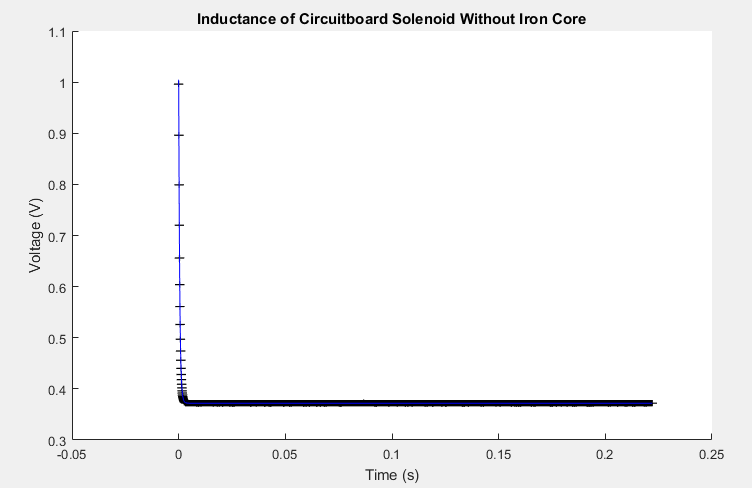 Inductance of Circuitboard Solenoid Without Iron Core
1.1
1
0.9
0.8
0.7
0.6
0.5
0.4
0.3
Voltage (V)
-0.05 0 0.05 0.1 0.15 0.2 0.25
Time (s)